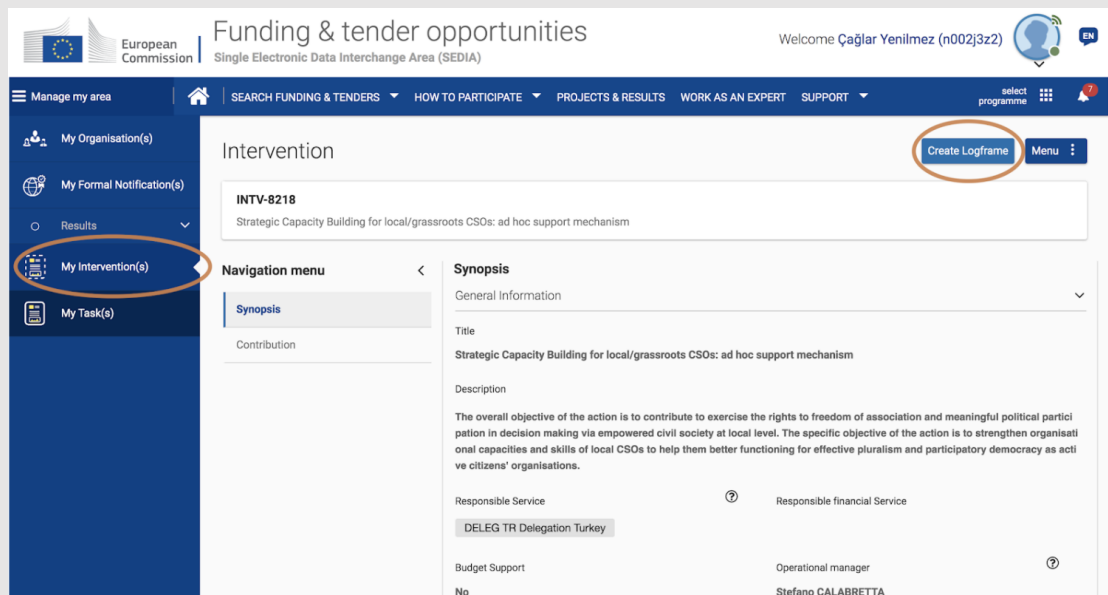 European
Commission
Funding & tender opportunities
Single Electronic Data Interchange Area (SEDIA)
Welcome Çağlar Yenilmez (n002j3z2)
EN
Manage my area
SEARCH FUNDING & TENDERS
HOW TO PARTICIPATE
PROJECTS & RESULTS
WORK AS AN EXPERT
SUPPORT
select
programme
7
My Organisation(s)
My Formal Notification(s)
Results
My Intervention(s)
My Task(s)
Intervention
Create Logframe
Menu
INTV-8218
Strategic Capacity Building for local/grassroots CSOs: ad hoc support mechanism
Navigation menu
Synopsis
Contribution
Synopsis
General Information
Title
Strategic Capacity Building for local/grassroots CSOs: ad hoc support mechanism
Description
The overall objective of the action is to contribute to exercise the rights to freedom of association and meaningful political partici
pation in decision making via empowered civil society at local level. The specific objective of the action is to strengthen organisati
onal capacities and skills of local CSOs to help them better functioning for effective pluralism and participatory democracy as acti
ve citizens' organisations.
Responsible Service
?
Responsible financial Service
DELEG TR Delegation Turkey
Budget Support
Operational manager
?
No
Stefano CALABRETTA